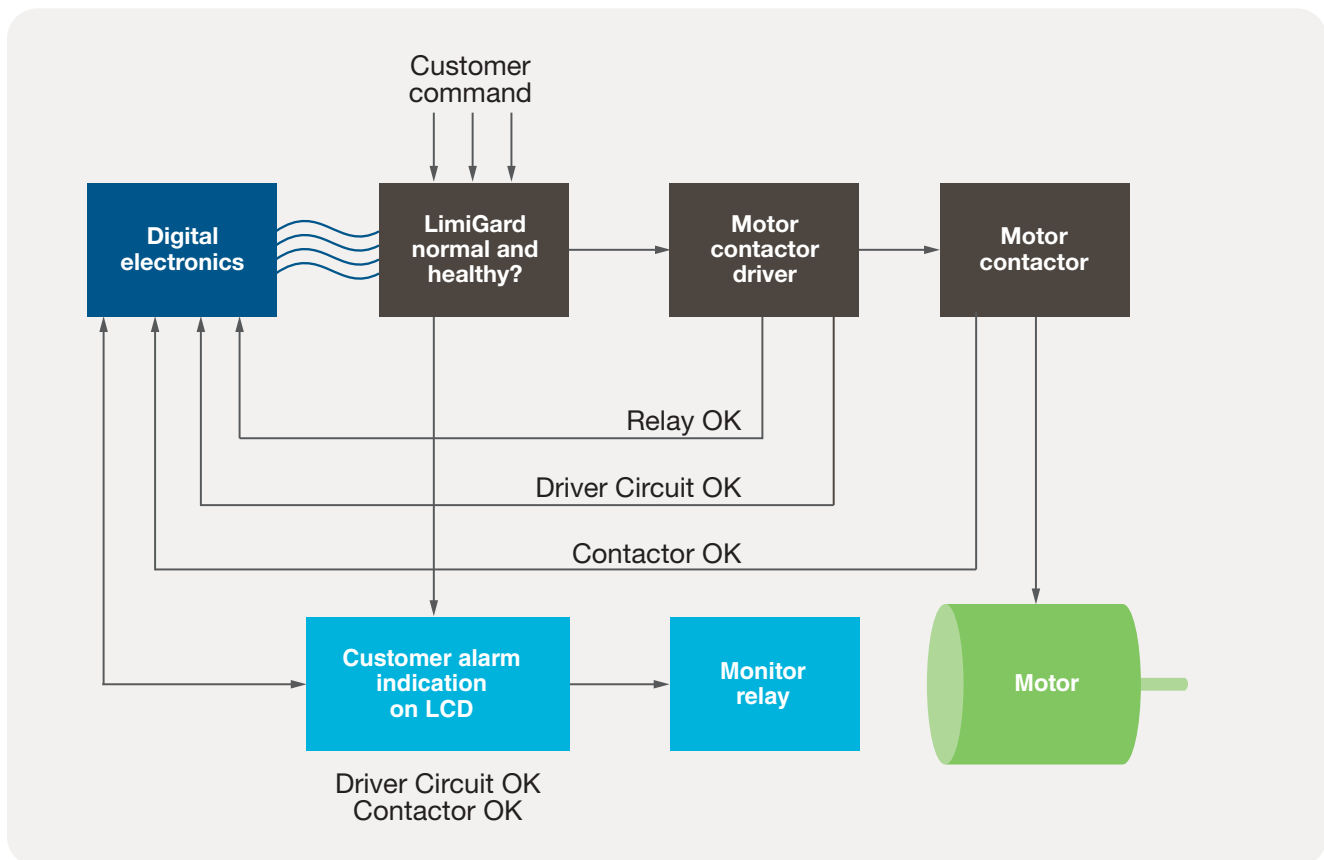 Customer
command
Digital
electronics
LimiGard
normal and
healthy?
Motor
contactor
driver
Motor
contactor
Relay OK
Driver Circuit OK
Contactor OK
Customer alarm
indication
on LCD
Monitor
relay
Motor
Driver Circuit OK
Contactor OK